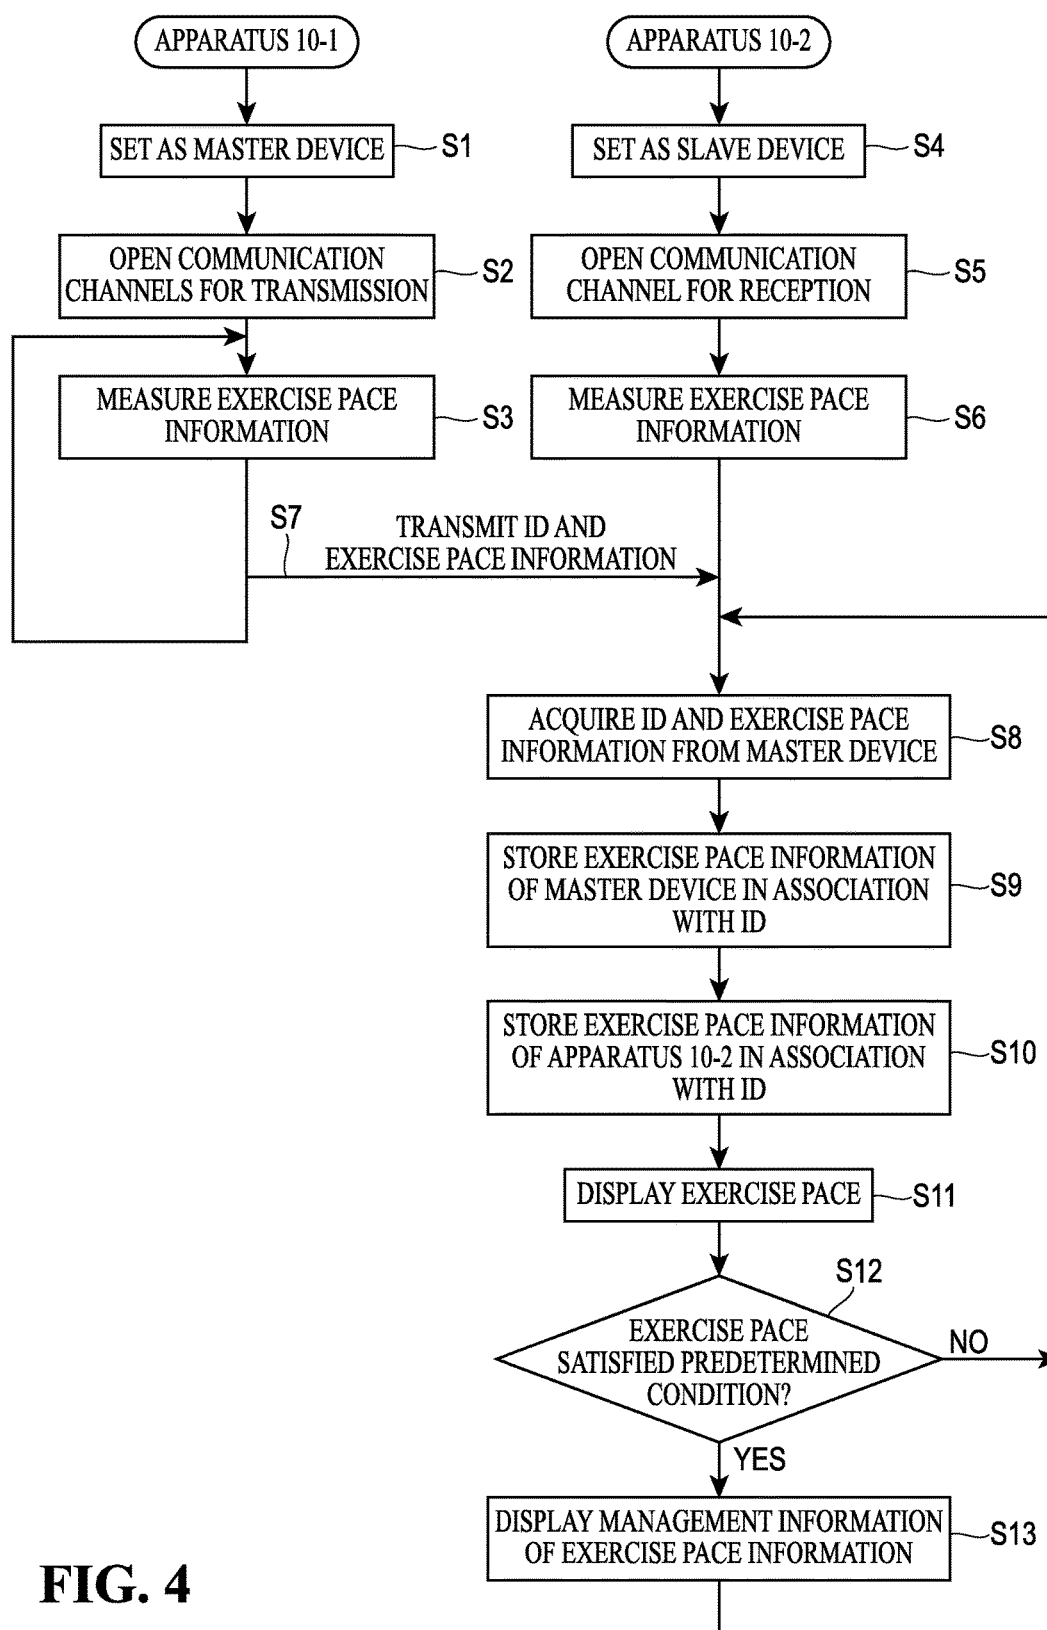 APPARATUS 10-1
APPARATUS 10-2
SET AS MASTER DEVICE
S1
SET AS SLAVE DEVICE
S4
OPEN COMMUNICATION
CHANNELS FOR TRANSMISSION
S2
OPEN COMMUNICATION
CHANNEL FOR RECEPTION
S5
MEASURE EXERCISE PACE
INFORMATION
S3
MEASURE EXERCISE PACE
INFORMATION
S6
S7
TRANSMIT ID AND
EXERCISE PACE INFORMATION
ACQUIRE ID AND EXERCISE PACE
INFORMATION FROM MASTER DEVICE
S8
STORE EXERCISE PACE INFORMATION
OF MASTER DEVICE IN ASSOCIATION
WITH ID
S9
STORE EXERCISE PACE INFORMATION
OF APPARATUS 10-2 IN ASSOCIATION
WITH ID
S10
DISPLAY EXERCISE PACE
S11
S12
EXERCISE PACE
SATISFIED PREDETERMINED
CONDITION?
NO
YES
DISPLAY MANAGEMENT INFORMATION
OF EXERCISE PACE INFORMATION
S13
FIG. 4